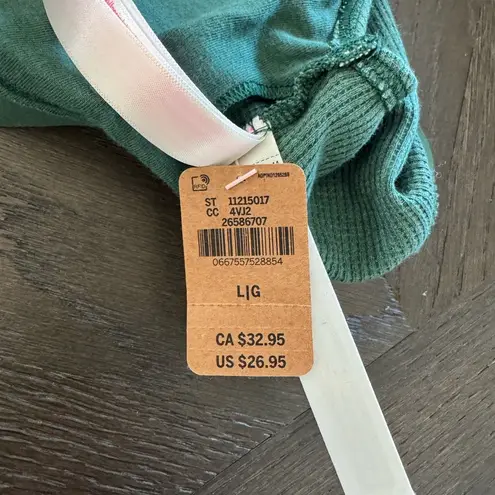 RFID
ST 11215017
CC 4VJ2
26586707
0667557528854
L|G
CA $32.95
US $26.95